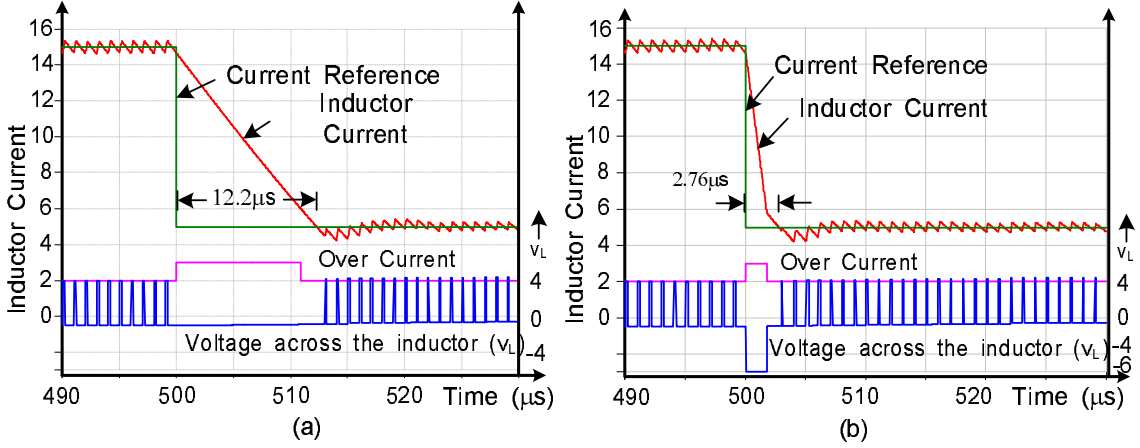 16
14
12
10
8
6
4
2
0
Inductor Current
Current Reference
Inductor
Current
12.2μs
Over Current
Voltage across the inductor (vL)
vL
4
0
-4
490
500
510
520
Time (μs)
(a)
16
14
12
10
8
6
4
2
0
Inductor Current
Current Reference
Inductor Current
2.76μs
Over Current
Voltage across the inductor (vL)
vL
4
0
-4
-6
490
500
510
520
Time (μs)
(b)